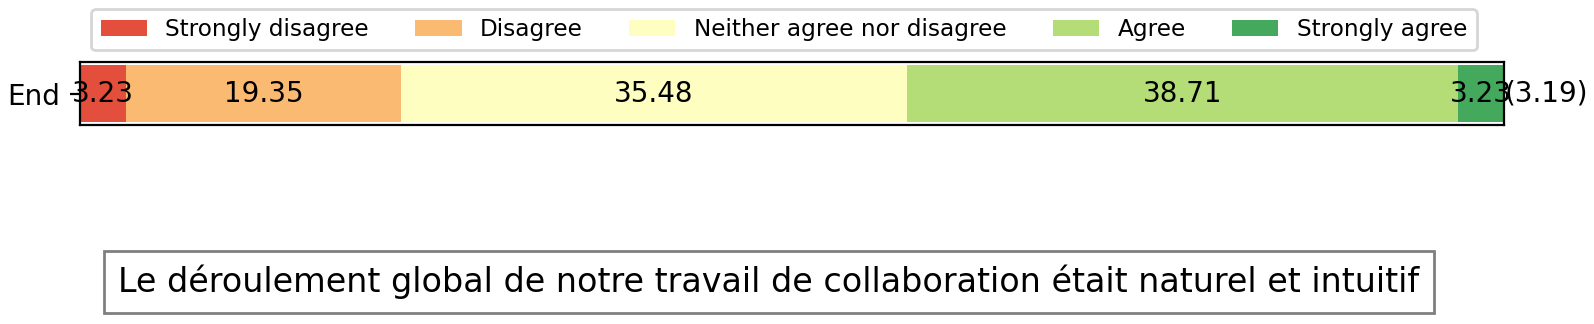 Strongly disagree Disagree Neither agree nor disagree Agree Strongly agree
End 3.23 19.35 35.48 38.71 3.23 (3.19)
Le déroulement global de notre travail de collaboration était naturel et intuitif